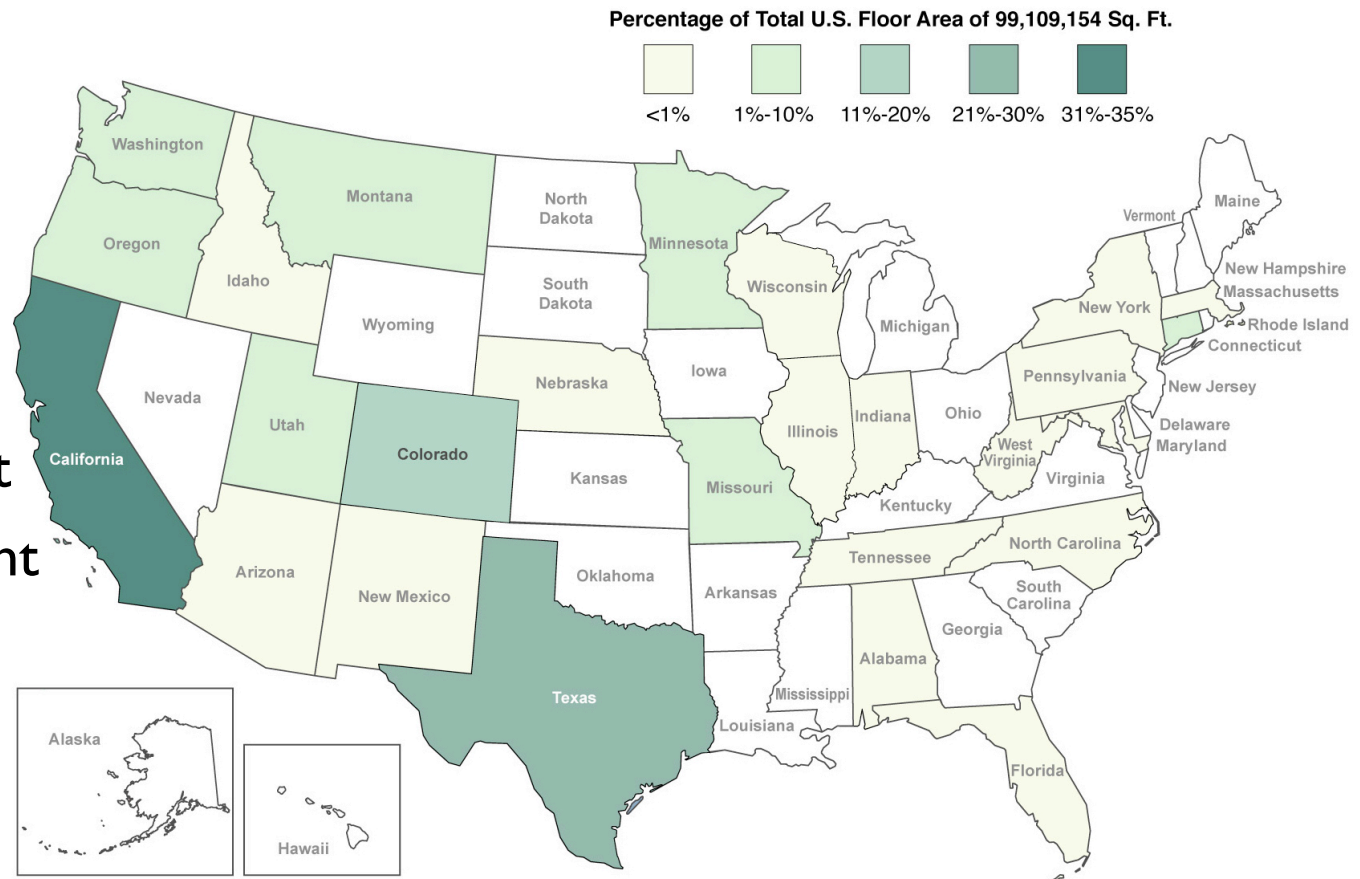 Percentage of Total U.S. Floor Area of 99,109,154 Sq. Ft.
<1%
1%-10%
11%-20%
21%-30%
31%-35%
Washington
Montana
North
Dakota
Minnesota
Vermont
Maine
Oregon
Idaho
South
Dakota
Wisconsin
New Hampshire
Massachusetts
New York
Wyoming
Michigan
Rhode Island
Connecticut
Iowa
Nebraska
Pennsylvania
New Jersey
Nevada
Utah
Colorado
Illinois
Indiana
Ohio
Delaware
Maryland
West
Virginia
California
t
Kansas
Missouri
Virginia
Kentucky
nt
Arizona
New Mexico
Oklahoma
Arkansas
Tennessee
North Carolina
South
Carolina
Georgia
Alabama
Texas
Mississippi
Louisiana
Alaska
Florida
Hawaii